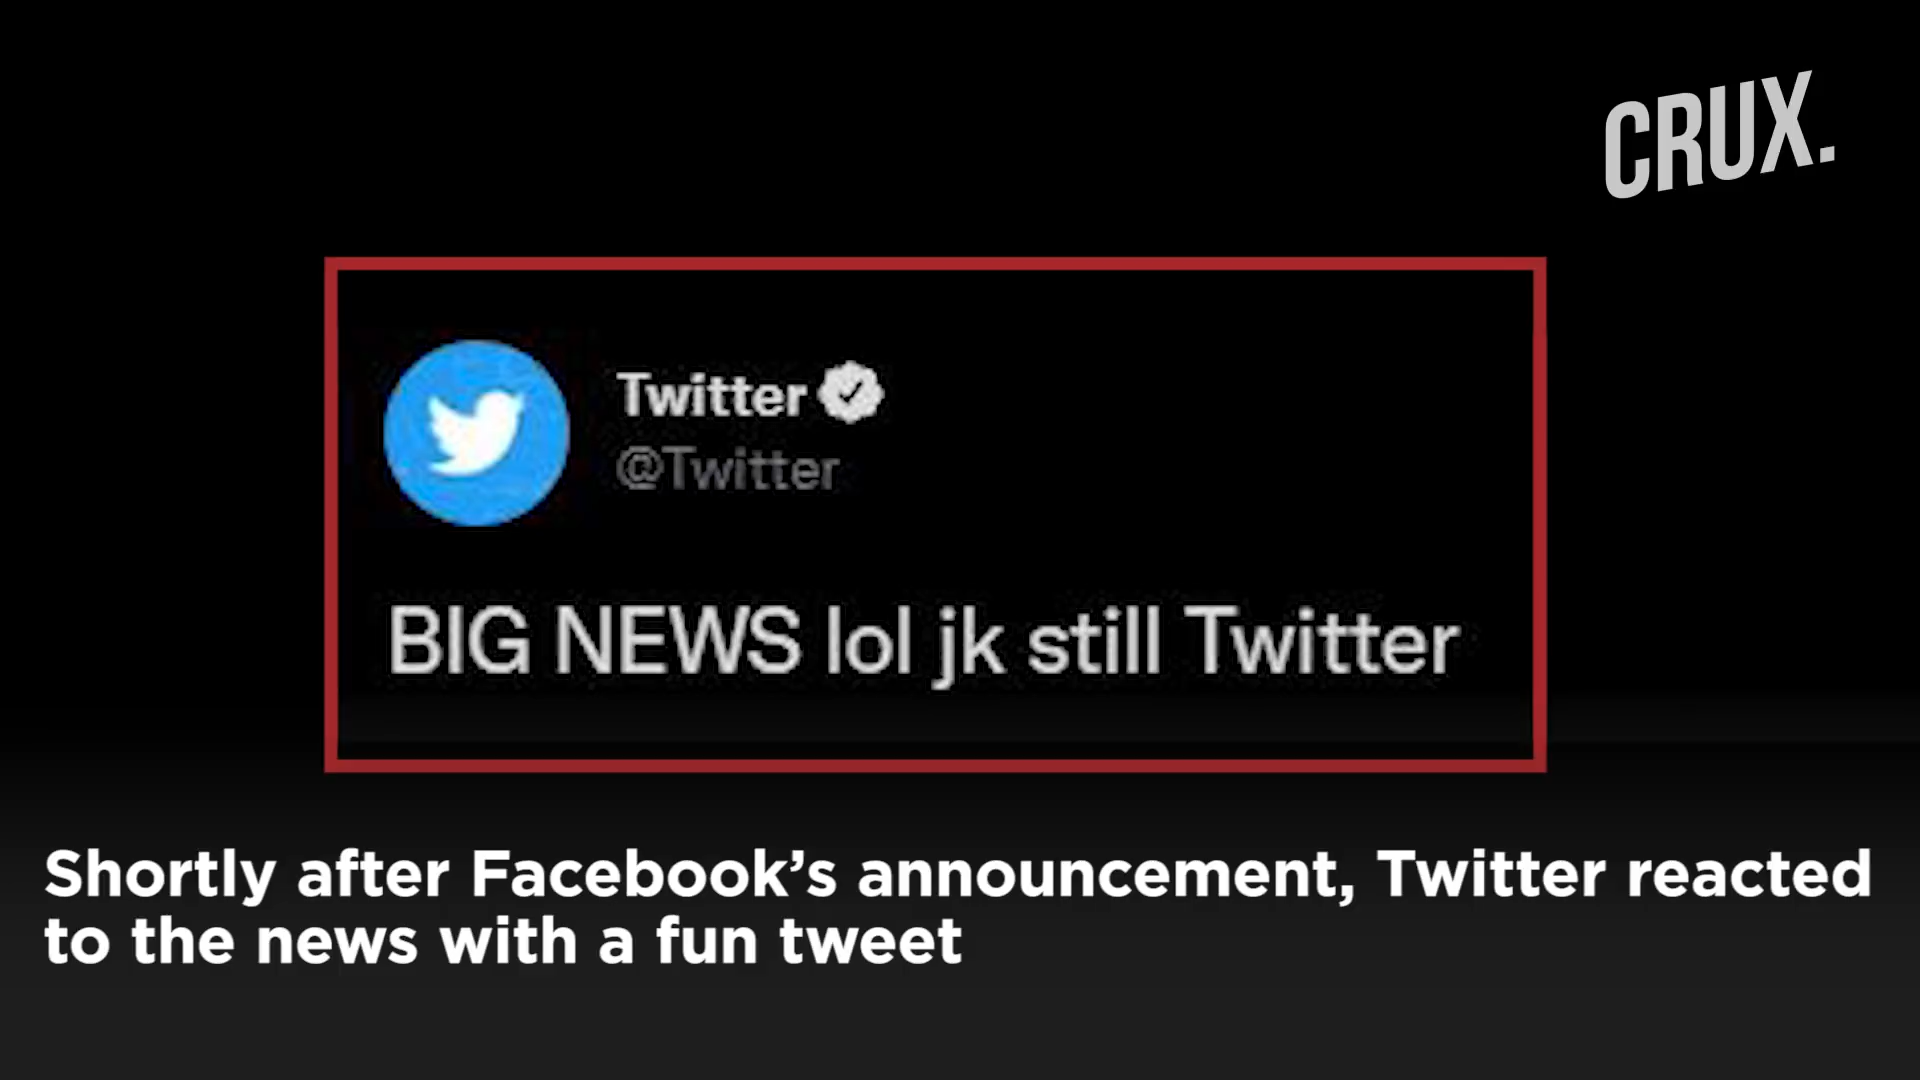 CRUX.
Twitter
@Twitter
BIG NEWS lol jk still Twitter
Shortly after Facebook’s announcement, Twitter reacted
to the news with a fun tweet